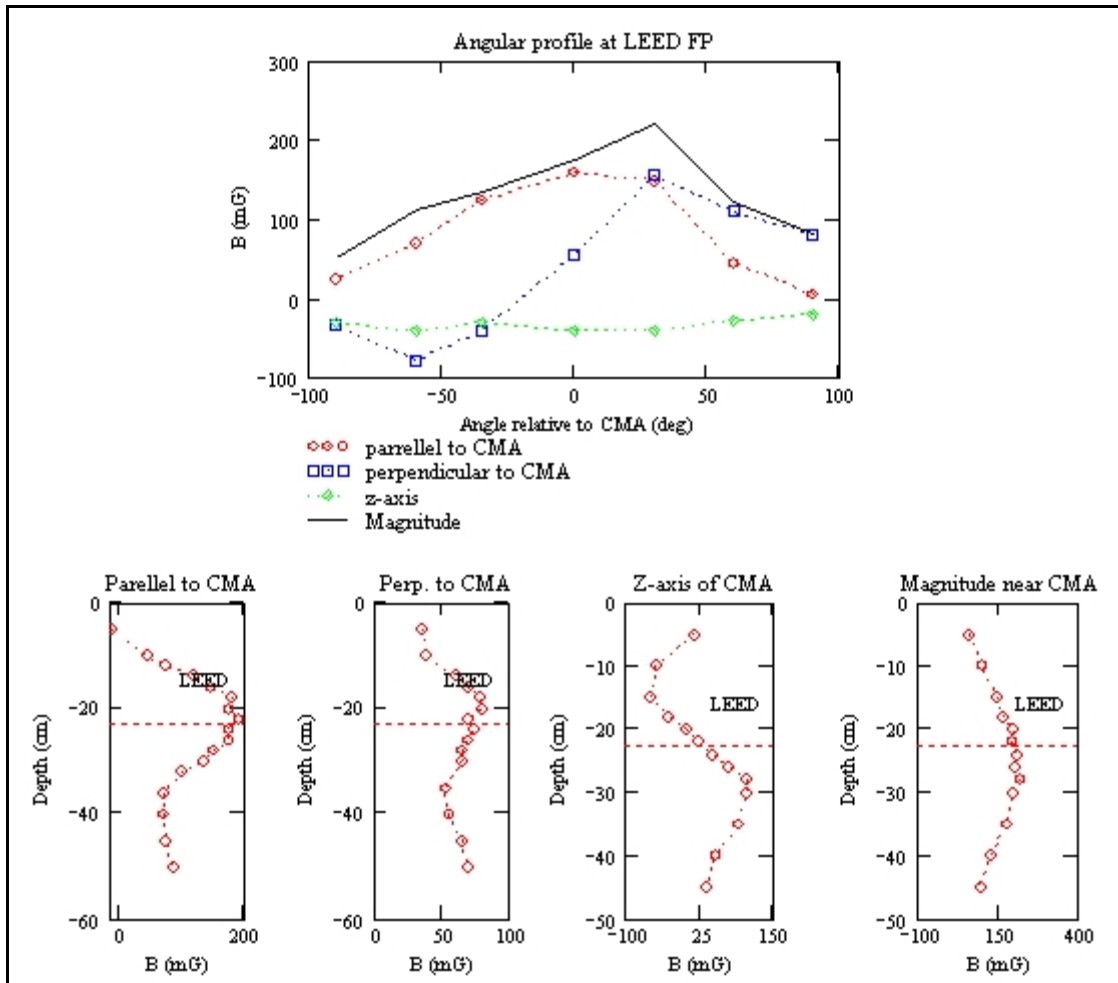 Angular profile at LEED FP
300
200
100
0
-100
B (mG)
-100 -50 0 50 100
Angle relative to CMA (deg)
parrellel to CMA
perpendicular to CMA
z-axis
Magnitude
Parellel to CMA
0
-20
-40
-60
Depth (cm)
LEED
0 200
B (mG)
Perp. to CMA
0
-20
-40
-60
Depth (cm)
LEED
0 50 100
B (mG)
Z-axis of CMA
0
-10
-20
-30
-40
-50
Depth (cm)
LEED
-100 25 150
B (mG)
Magnitude near CMA
0
-10
-20
-30
-40
-50
Depth (cm)
LEED
-100 150 400
B (mG)